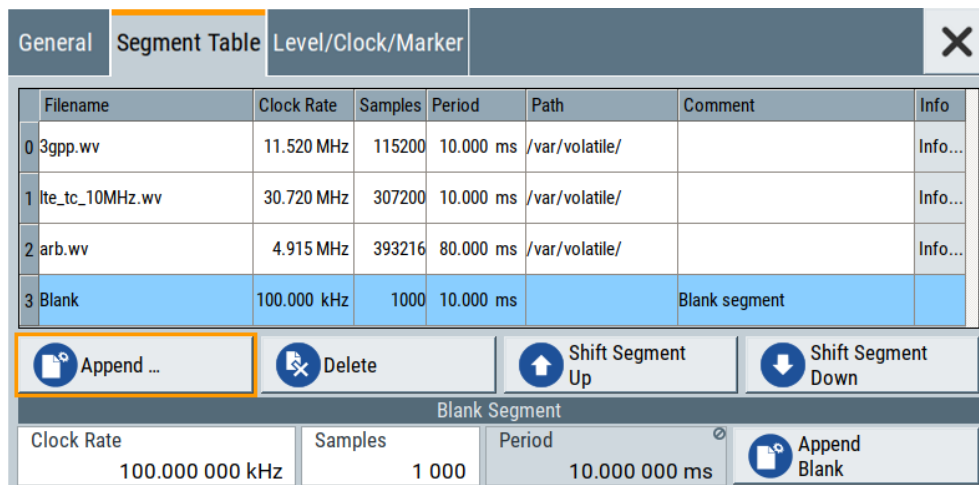 General Segment Table Level/Clock/Marker
Filename Clock Rate Samples Period Path Comment Info
0 3gpp.wv 11.520 MHz 115200 10.000 ms /var/volatile/ Info...
1 lte_tc_10MHz.wv 30.720 MHz 307200 10.000 ms /var/volatile/ Info...
2 arb.wv 4.915 MHz 393216 80.000 ms /var/volatile/ Info...
3 Blank 100.000 kHz 1000 10.000 ms Blank segment
Append ... Delete Shift Segment Up Shift Segment Down
Blank Segment
Clock Rate Samples Period
100.000 000 kHz 1 000 10.000 000 ms Append Blank